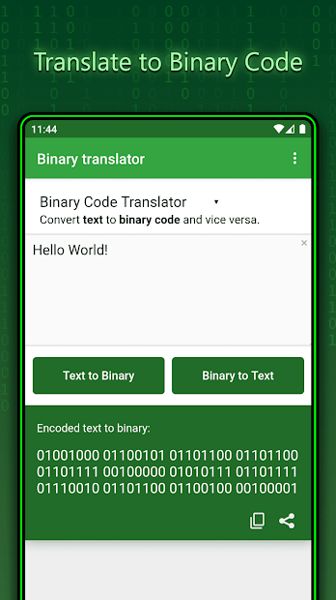 Translate to Binary Code
11:44
Binary translator
Binary Code Translator
Convert text to binary code and vice versa.
Hello World!
Text to Binary
Binary to Text
Encoded text to binary:
01001000 01100101 01101100 01101100
01101111 00100000 01010111 01101111
01110010 01101100 01100100 00100001